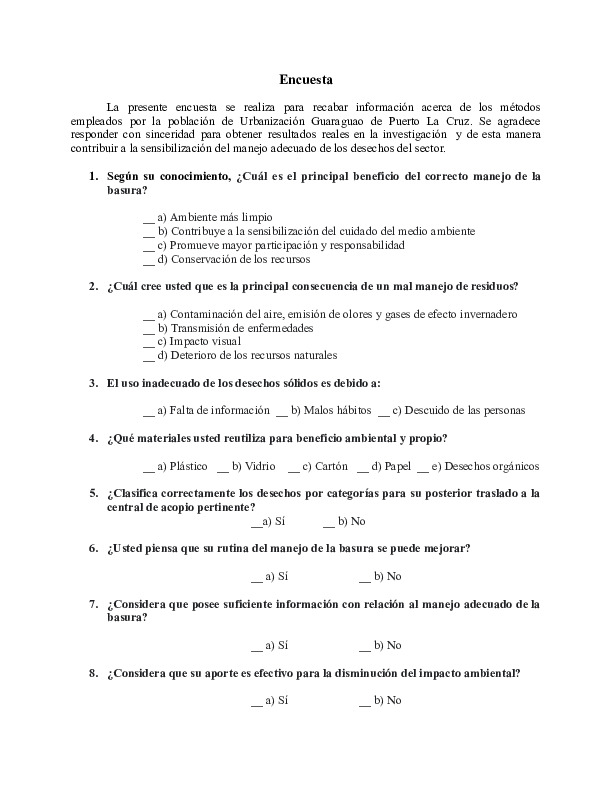 Encuesta
La presente encuesta se realiza para recabar información acerca de los métodos
empleados por la población de Urbanización Guaraguao de Puerto La Cruz. Se agradece
responder con sinceridad para obtener resultados reales en la investigación y de esta manera
contribuir a la sensibilización del manejo adecuado de los desechos del sector.
1. Según su conocimiento, ¿Cuál es el principal beneficio del correcto manejo de la
basura?
__ a) Ambiente más limpio
__ b) Contribuye a la sensibilización del cuidado del medio ambiente
__ c) Promueve mayor participación y responsabilidad
__ d) Conservación de los recursos
2. ¿Cuál cree usted que es la principal consecuencia de un mal manejo de residuos?
__ a) Contaminación del aire, emisión de olores y gases de efecto invernadero
__ b) Transmisión de enfermedades
__ c) Impacto visual
__ d) Deterioro de los recursos naturales
3. El uso inadecuado de los desechos sólidos es debido a:
__ a) Falta de información __ b) Malos hábitos __ c) Descuido de las personas
4. ¿Qué materiales usted reutiliza para beneficio ambiental y propio?
__ a) Plástico __ b) Vidrio __ c) Cartón __ d) Papel __ e) Desechos orgánicos
5. ¿Clasifica correctamente los desechos por categorías para su posterior traslado a la
central de acopio pertinente?
__a) Sí __ b) No
6. ¿Usted piensa que su rutina del manejo de la basura se puede mejorar?
__ a) Sí __ b) No
7. ¿Considera que posee suficiente información con relación al manejo adecuado de la
basura?
__ a) Sí __ b) No
8. ¿Considera que su aporte es efectivo para la disminución del impacto ambiental?
__ a) Sí __ b) No